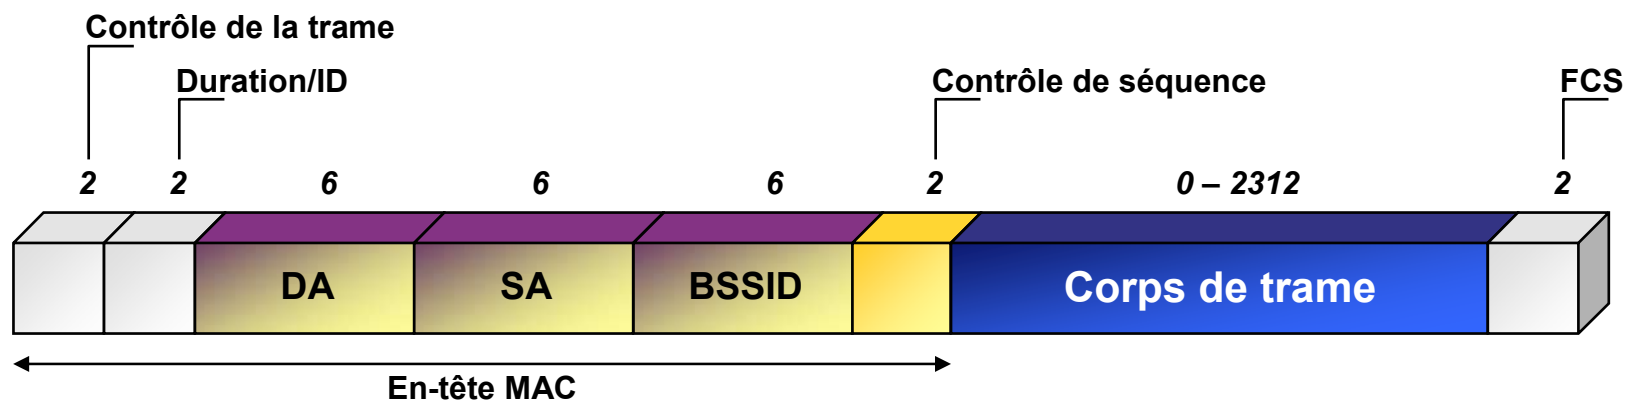 Contrôle de la trame
Duration/ID
Contrôle de séquence
FCS
2 2 6 6 6 2 0 – 2312 2
DA SA BSSID Corps de trame
En-tête MAC